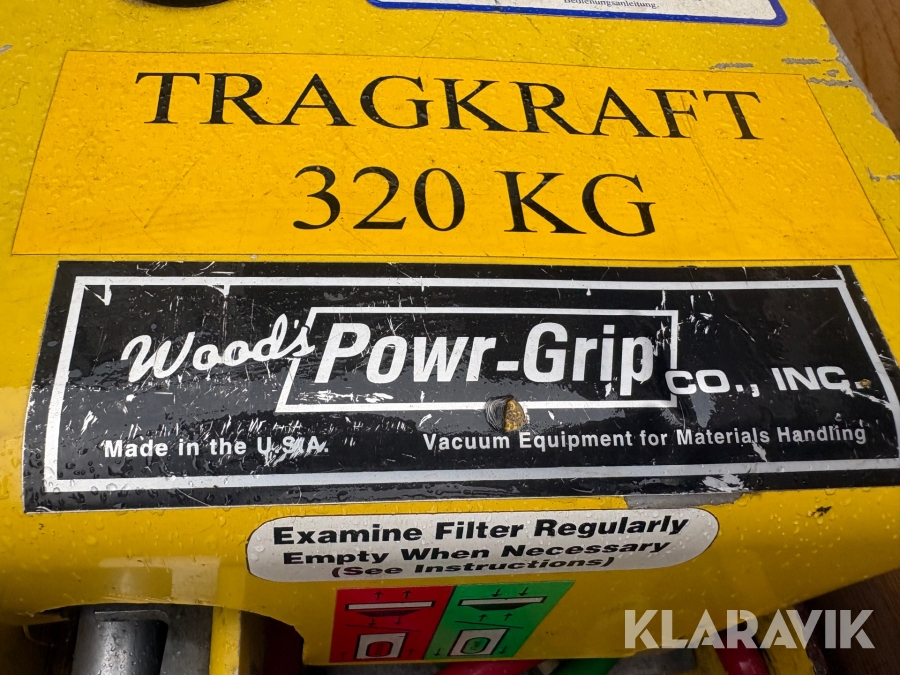 Bedienungsanleitung.
TRAGKRAFT
320 KG
Wood's Powr-Grip CO., INC.
Made in the U.S.A.
Vacuum Equipment for Materials Handling
Examine Filter Regularly
Empty When Necessary
(See Instructions)
KLARAVIK